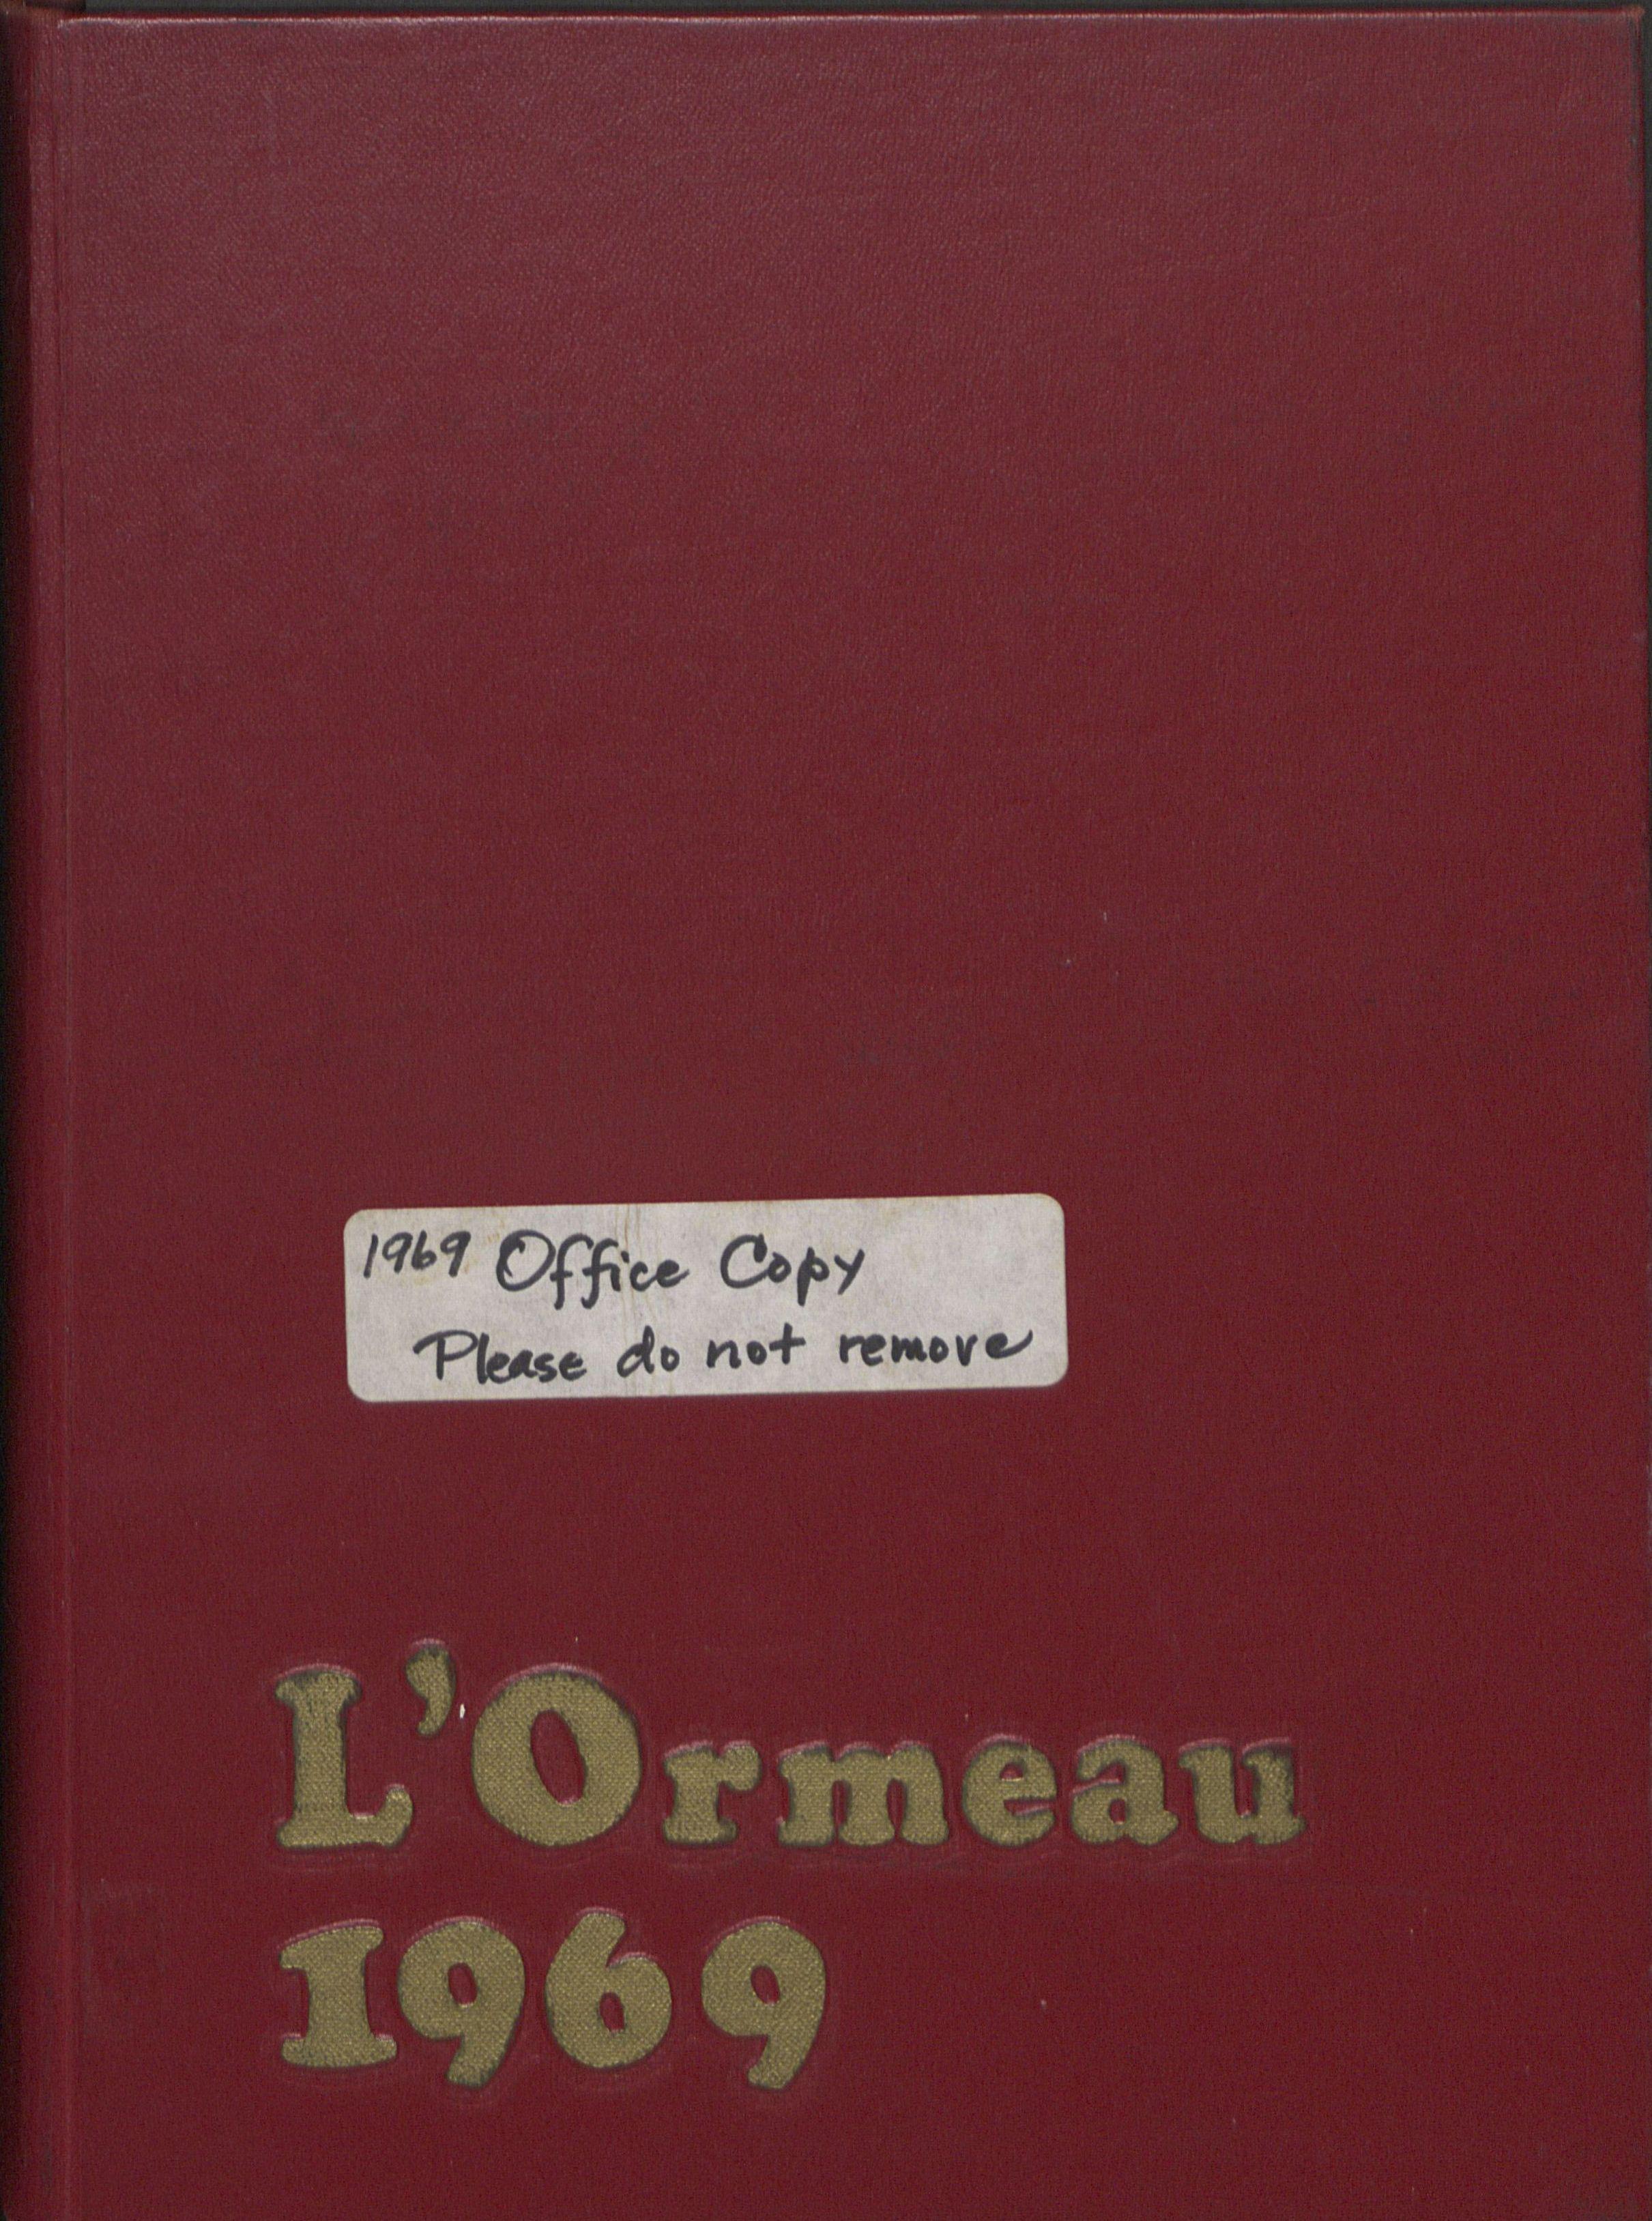 1969 Office Copy
Please do not remove
L'Ormeau
1969